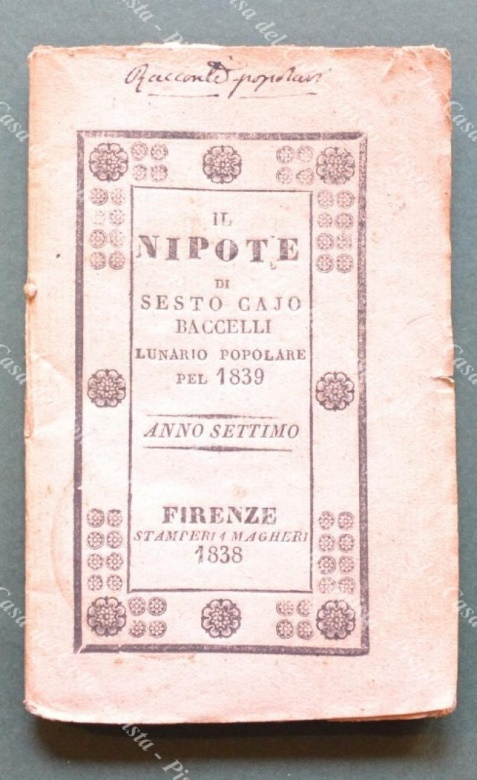 Racconti popolari
IL
NIPOTE
DI
SESTO CAJO
BACCELLI
LUNARIO POPOLARE
PEL 1839
ANNO SETTIMO
FIRENZE
STAMPERIA MAGHERI
1838